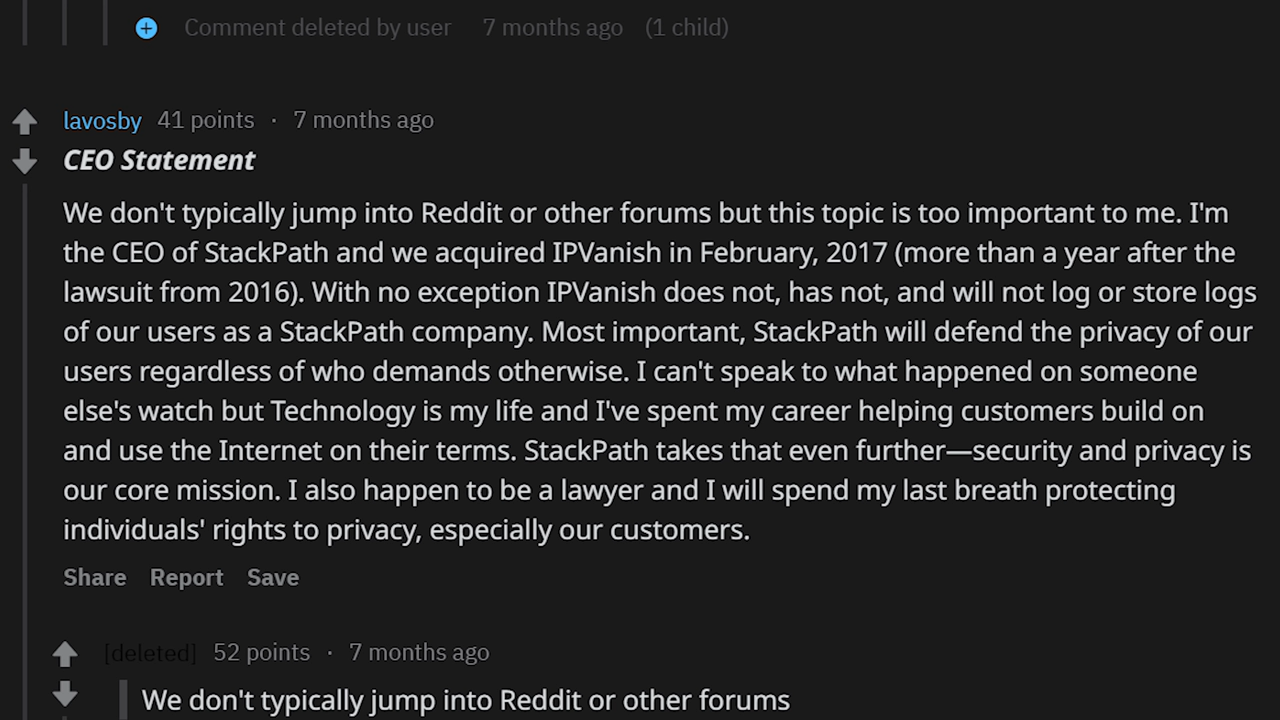 Comment deleted by user 7 months ago (1 child)
lavosby 41 points · 7 months ago
CEO Statement
We don't typically jump into Reddit or other forums but this topic is too important to me. I'm
the CEO of StackPath and we acquired IPVanish in February, 2017 (more than a year after the
lawsuit from 2016). With no exception IPVanish does not, has not, and will not log or store logs
of our users as a StackPath company. Most important, StackPath will defend the privacy of our
users regardless of who demands otherwise. I can't speak to what happened on someone
else's watch but Technology is my life and I've spent my career helping customers build on
and use the Internet on their terms. StackPath takes that even further—security and privacy is
our core mission. I also happen to be a lawyer and I will spend my last breath protecting
individuals' rights to privacy, especially our customers.
Share Report Save
[deleted] 52 points · 7 months ago
We don't typically jump into Reddit or other forums